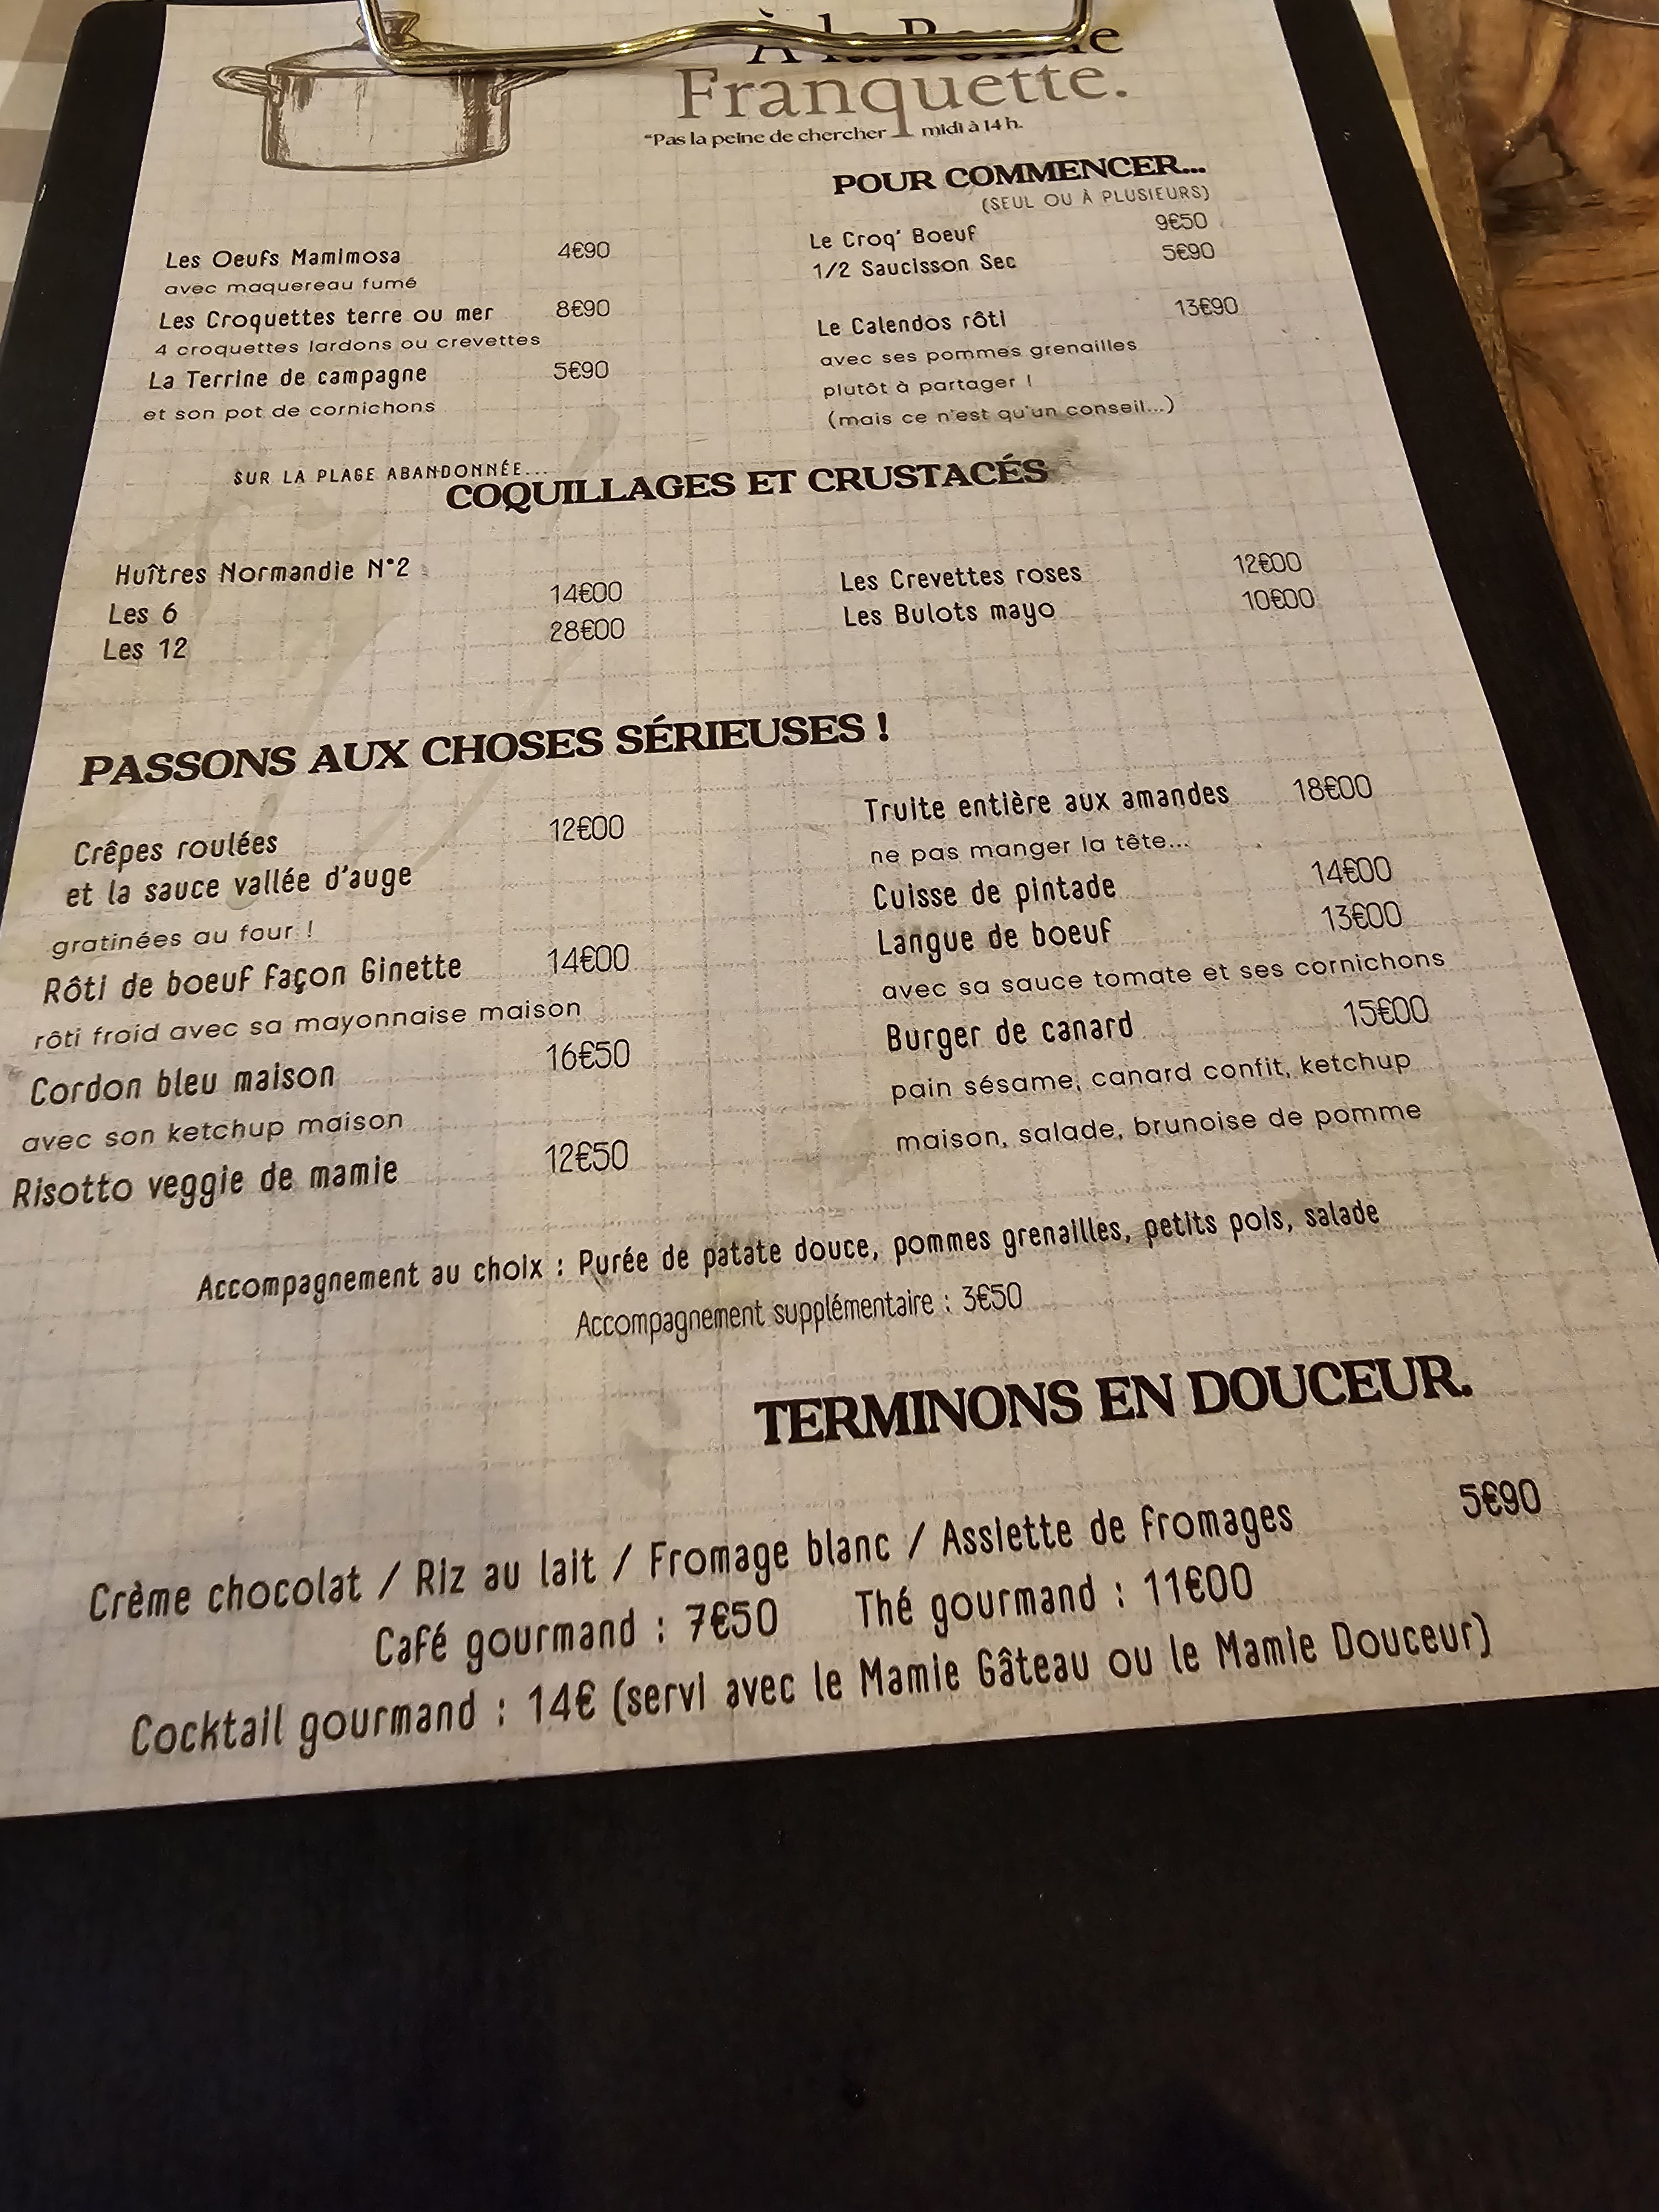 À la Bonne
Franquette.
"Pas la peine de chercher midi à 14 h.
POUR COMMENCER...
(SEUL OU À PLUSIEURS)
Les Oeufs Mamimosa 4€90
avec maquereau fumé
Les Croquettes terre ou mer 8€90
4 croquettes lardons ou crevettes
La Terrine de campagne 5€90
et son pot de cornichons
Le Croq' Boeuf 9€50
1/2 Saucisson Sec 5€90
Le Calendos rôti 13€90
avec ses pommes grenailles
plutôt à partager !
(mais ce n'est qu'un conseil...)
SUR LA PLAGE ABANDONNÉE...
COQUILLAGES ET CRUSTACÉS
Huîtres Normandie N°2
Les 6 14€00
Les 12 28€00
Les Crevettes roses 12€00
Les Bulots mayo 10€00
PASSONS AUX CHOSES SÉRIEUSES !
Crêpes roulées 12€00
et la sauce vallée d'auge
gratinées au four !
Rôti de boeuf façon Ginette 14€00
rôti froid avec sa mayonnaise maison
Cordon bleu maison 16€50
avec son ketchup maison
Risotto veggie de mamie 12€50
Truite entière aux amandes 18€00
ne pas manger la tête...
Cuisse de pintade 14€00
Langue de boeuf 13€00
avec sa sauce tomate et ses cornichons
Burger de canard 15€00
pain sésame, canard confit, ketchup
maison, salade, brunoise de pomme
Accompagnement au choix : Purée de patate douce, pommes grenailles, petits pois, salade
Accompagnement supplémentaire : 3€50
TERMINONS EN DOUCEUR.
Crème chocolat / Riz au lait / Fromage blanc / Assiette de fromages 5€90
Café gourmand : 7€50 Thé gourmand : 11€00
Cocktail gourmand : 14€ (servi avec le Mamie Gâteau ou le Mamie Douceur)